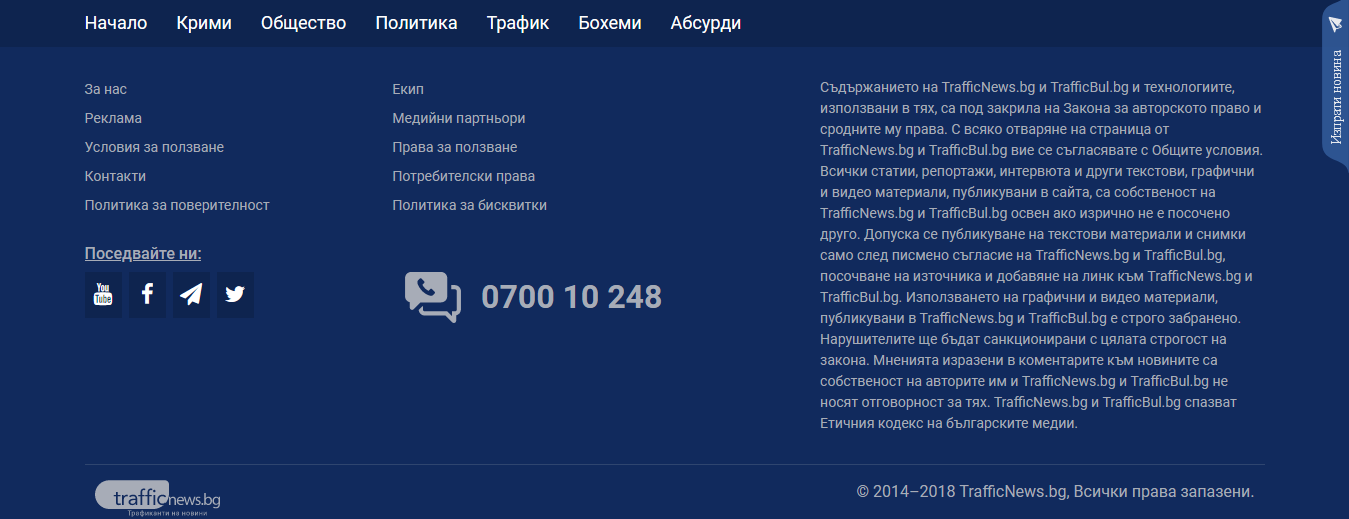 Начало Крими Общество Политика Трафик Бохеми Абсурди
Изпрати новина
За нас
Реклама
Условия за ползване
Контакти
Политика за поверителност
Екип
Медийни партньори
Права за ползване
Потребителски права
Политика за бисквитки
Съдържанието на TrafficNews.bg и TrafficBul.bg и технологиите,
използвани в тях, са под закрила на Закона за авторското право и
сродните му права. С всяко отваряне на страница от
TrafficNews.bg и TrafficBul.bg вие се съгласявате с Общите условия.
Всички статии, репортажи, интервюта и други текстови, графични
и видео материали, публикувани в сайта, са собственост на
TrafficNews.bg и TrafficBul.bg освен ако изрично не е посочено
друго. Допуска се публикуване на текстови материали и снимки
само след писмено съгласие на TrafficNews.bg и TrafficBul.bg,
посочване на източника и добавяне на линк към TrafficNews.bg и
TrafficBul.bg. Използването на графични и видео материали,
публикувани в TrafficNews.bg и TrafficBul.bg е строго забранено.
Нарушителите ще бъдат санкционирани с цялата строгост на
закона. Мненията изразени в коментарите към новините са
собственост на авторите им и TrafficNews.bg и TrafficBul.bg не
носят отговорност за тях. TrafficNews.bg и TrafficBul.bg спазват
Етичния кодекс на българските медии.
Поседвайте ни:
You
Tube
0700 10 248
trafficnews.bg
Трафиканти на новини
© 2014–2018 TrafficNews.bg, Всички права запазени.